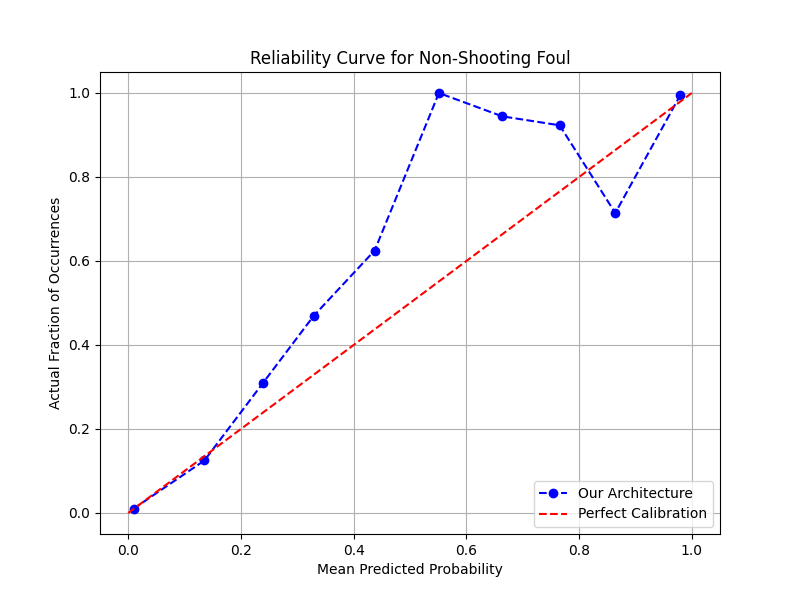 Reliability Curve for Non-Shooting Foul
1.0
0.8
0.6
0.4
0.2
0.0
Actual Fraction of Occurrences
0.0 0.2 0.4 0.6 0.8 1.0
Mean Predicted Probability
Our Architecture
Perfect Calibration